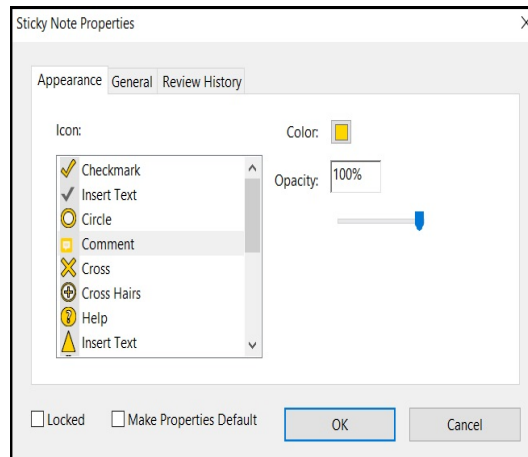 Sticky Note Properties
Appearance General Review History
Icon: Color:
Checkmark
Opacity: 100%
Insert Text
Circle
Comment
Cross
Cross Hairs
Help
Insert Text
Locked Make Properties Default OK Cancel